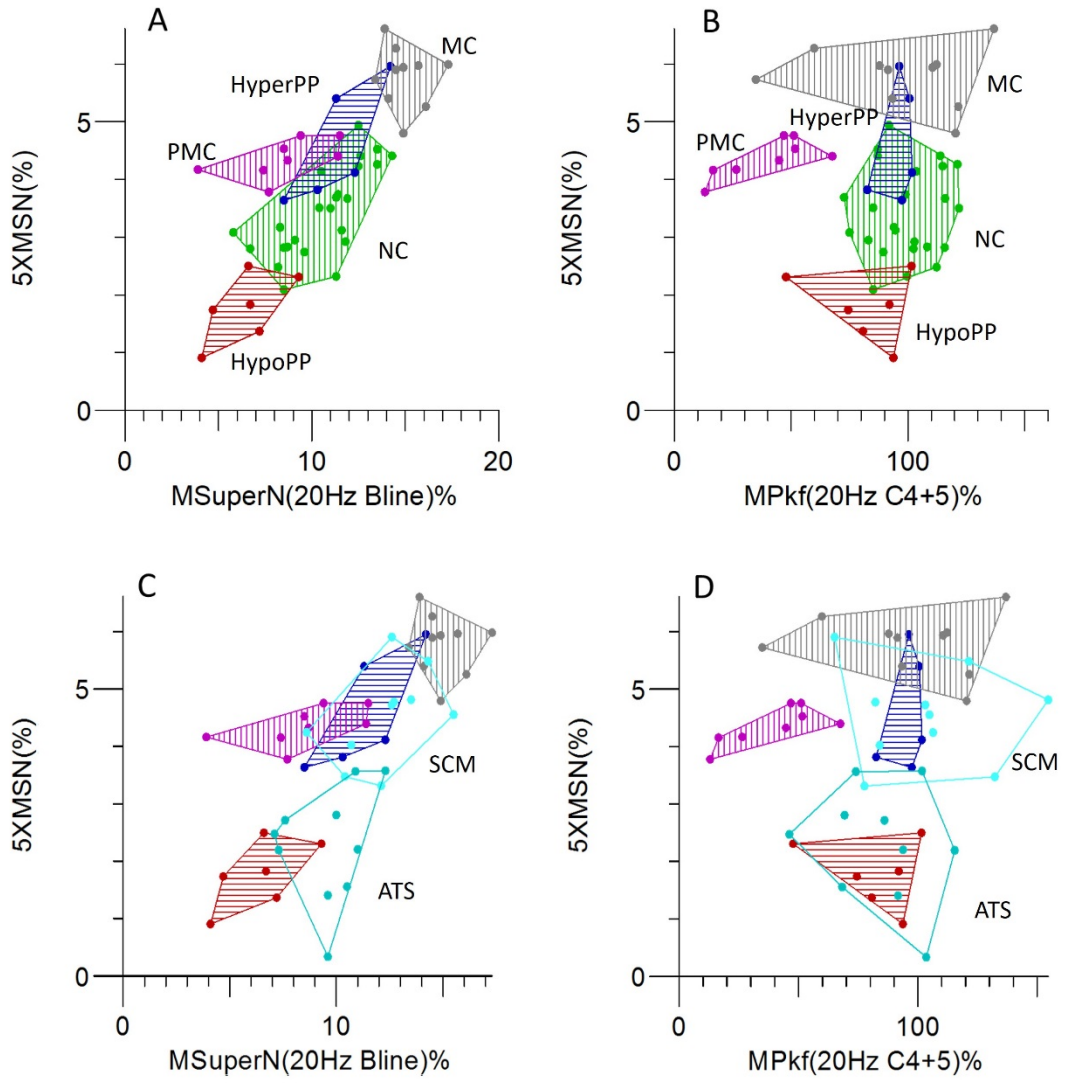 A
MC
HyperPP
5
PMC
NC
HypoPP
0
0
10
20
5XMSN(%)
MSuperN(20Hz Bline)%
B
MC
HyperPP
5
PMC
NC
HypoPP
0
0
100
5XMSN(%)
MPkf(20Hz C4+5)%
C
5
SCM
ATS
0
0
10
5XMSN(%)
MSuperN(20Hz Bline)%
D
5
SCM
ATS
0
0
100
5XMSN(%)
MPkf(20Hz C4+5)%